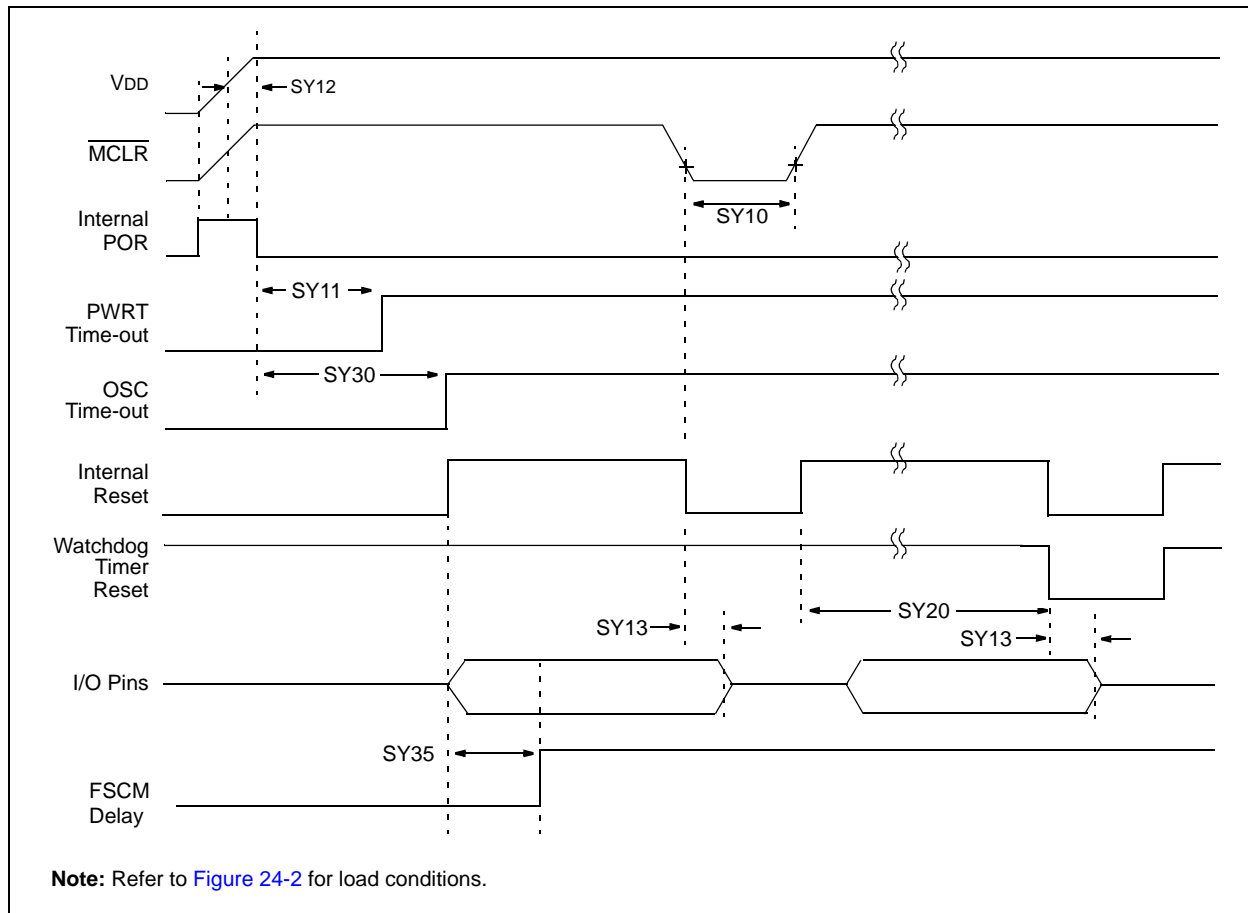 VDD
SY12
MCLR
SY10
Internal
POR
SY11
PWRT
Time-out
SY30
OSC
Time-out
Internal
Reset
Watchdog
Timer
Reset
SY20
SY13
SY13
I/O Pins
SY35
FSCM
Delay
Note: Refer to Figure 24-2 for load conditions.